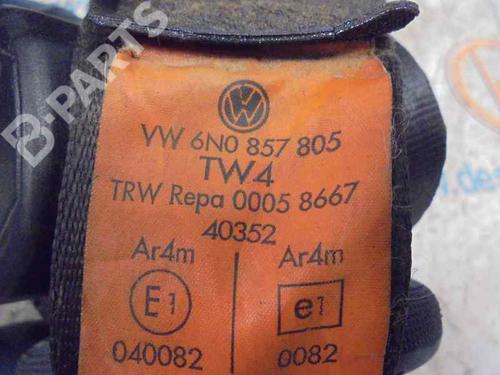 B-PARTS
VW 6N0 857 805
TW4
TRW Repa 0005 8667
40352
Ar4m Ar4m
E1 e1
040082 0082